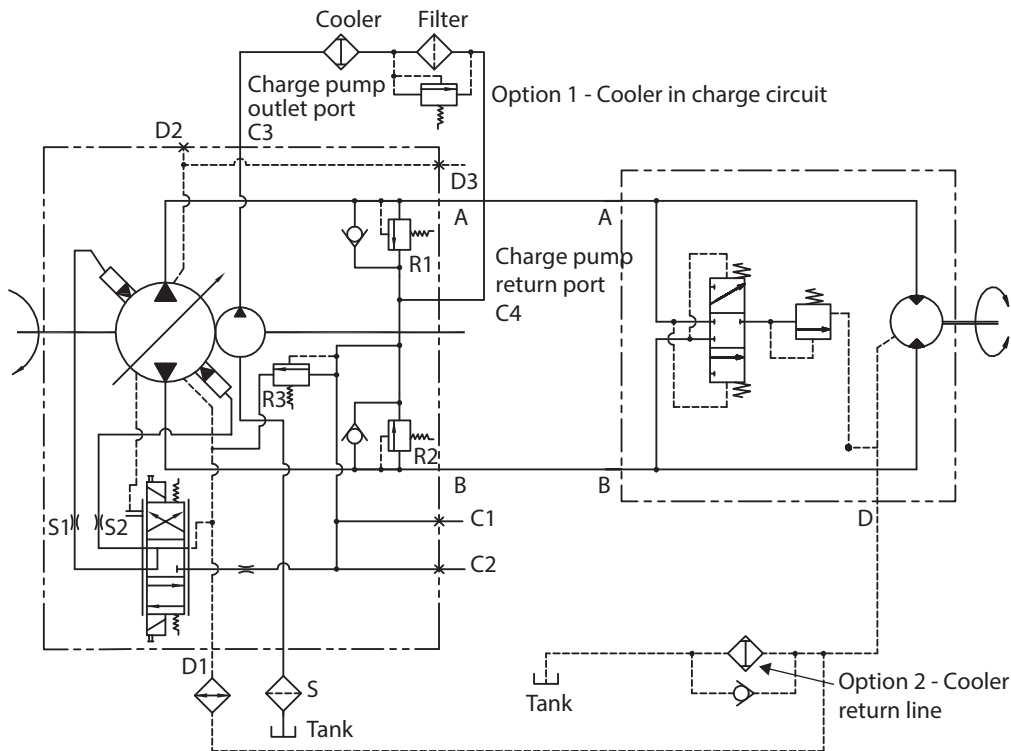 Cooler
Filter
Charge pump
outlet port
C3
Option 1 - Cooler in charge circuit
D2
D3
A
A
R1
Charge pump
return port
C4
R3
R2
B
B
S1
S2
C1
D
C2
D1
S
Tank
Tank
Option 2 - Cooler
return line